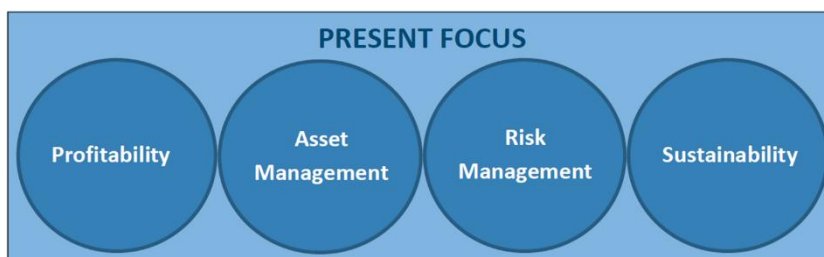 PRESENT FOCUS
Profitability
Asset
Management
Risk
Management
Sustainability